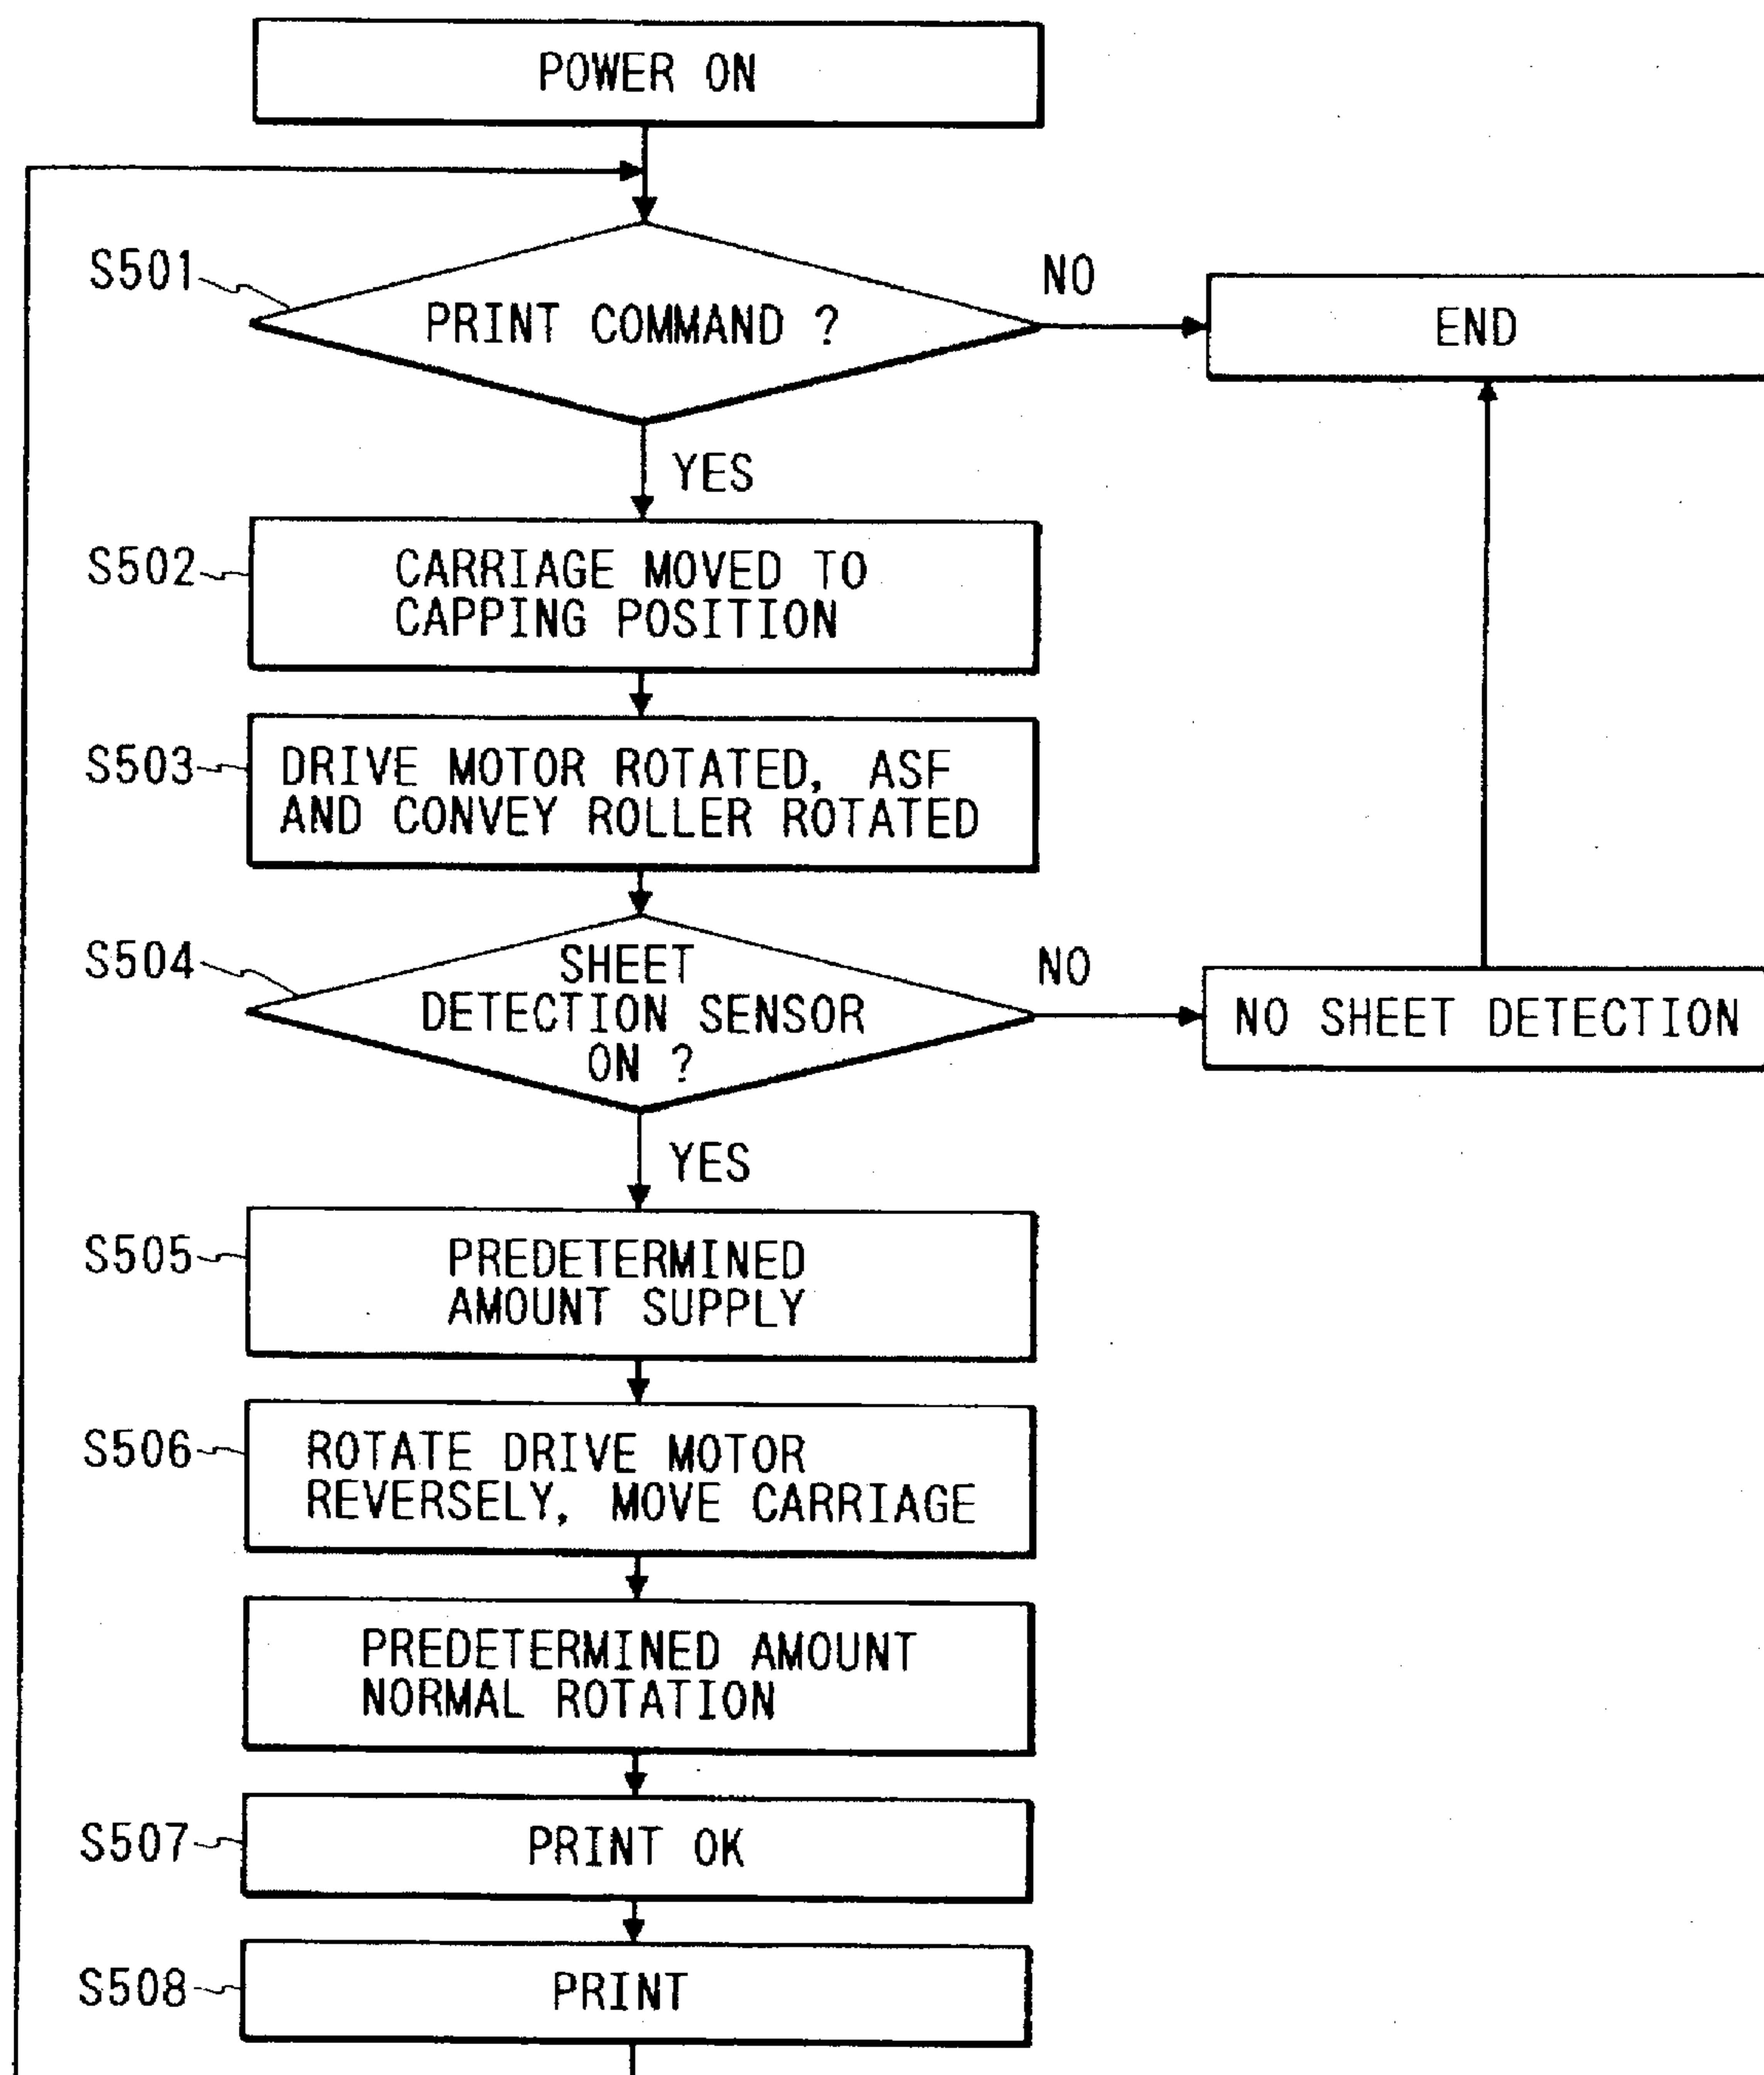 POWER ON
S501
PRINT COMMAND ?
NO
END
YES
S502
CARRIAGE MOVED TO
CAPPING POSITION
S503
DRIVE MOTOR ROTATED, ASF
AND CONVEY ROLLER ROTATED
S504
SHEET
DETECTION SENSOR
ON ?
NO
NO SHEET DETECTION
YES
S505
PREDETERMINED
AMOUNT SUPPLY
S506
ROTATE DRIVE MOTOR
REVERSELY, MOVE CARRIAGE
PREDETERMINED AMOUNT
NORMAL ROTATION
S507
PRINT OK
S508
PRINT